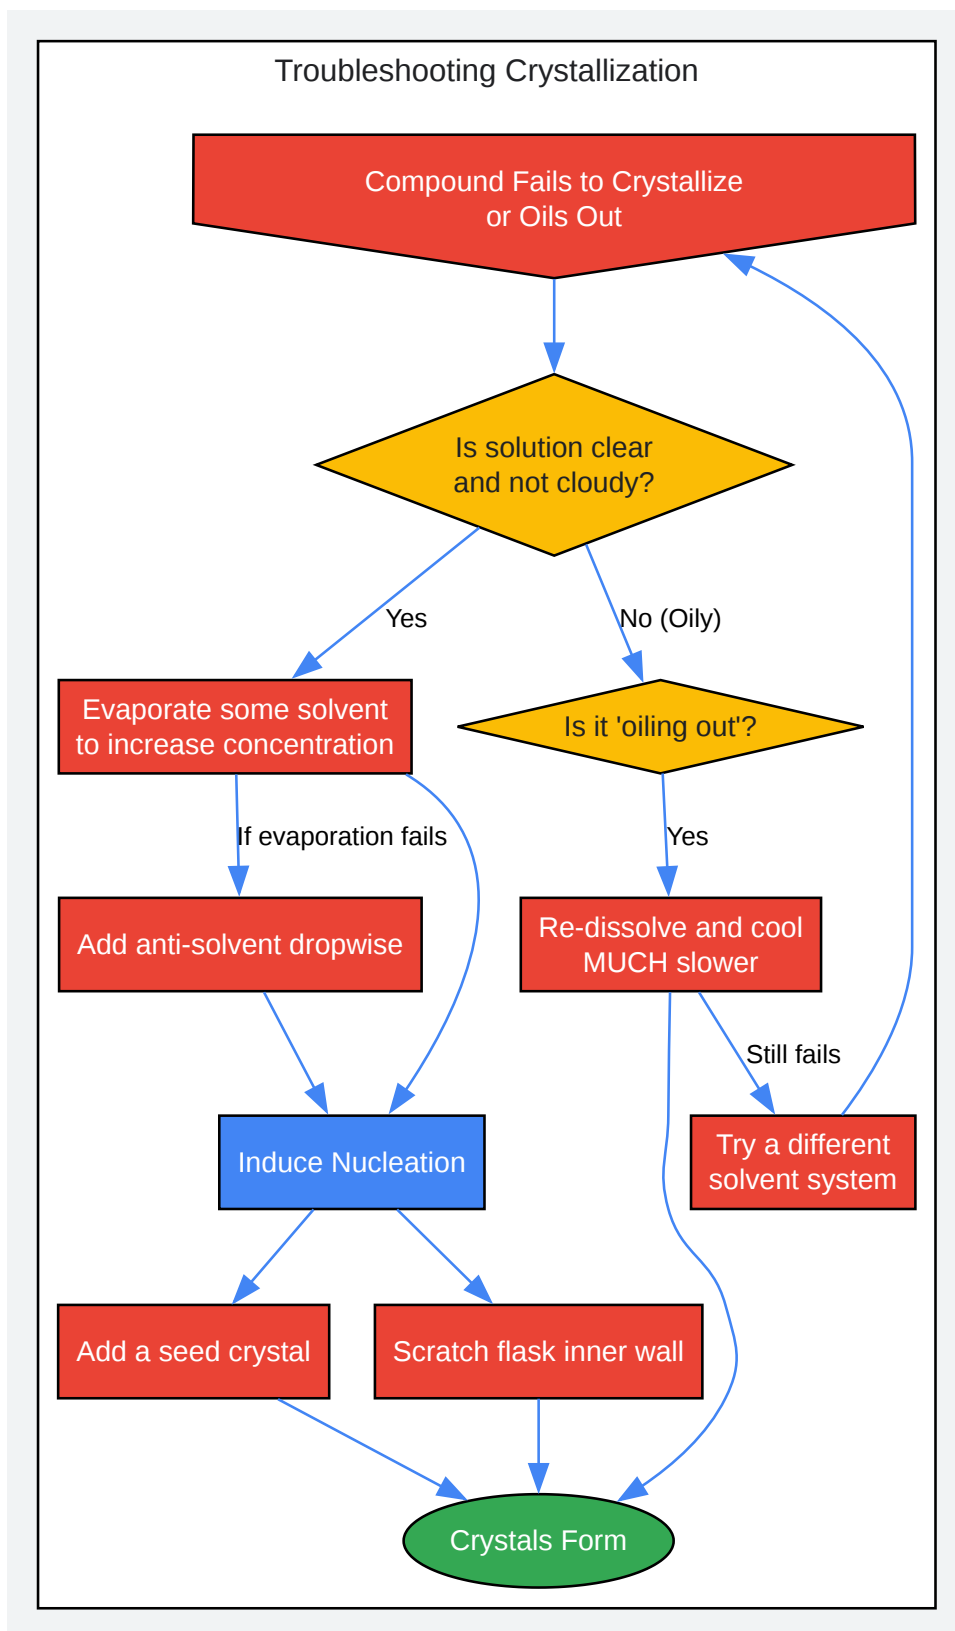 Troubleshooting Crystallization
Compound Fails to Crystallize
or Oils Out
Is solution clear
and not cloudy?
Yes
No (Oily)
Evaporate some solvent
to increase concentration
Is it 'oiling out'?
If evaporation fails
Yes
Add anti-solvent dropwise
Re-dissolve and cool
MUCH slower
Still fails
Induce Nucleation
Try a different
solvent system
Add a seed crystal
Scratch flask inner wall
Crystals Form